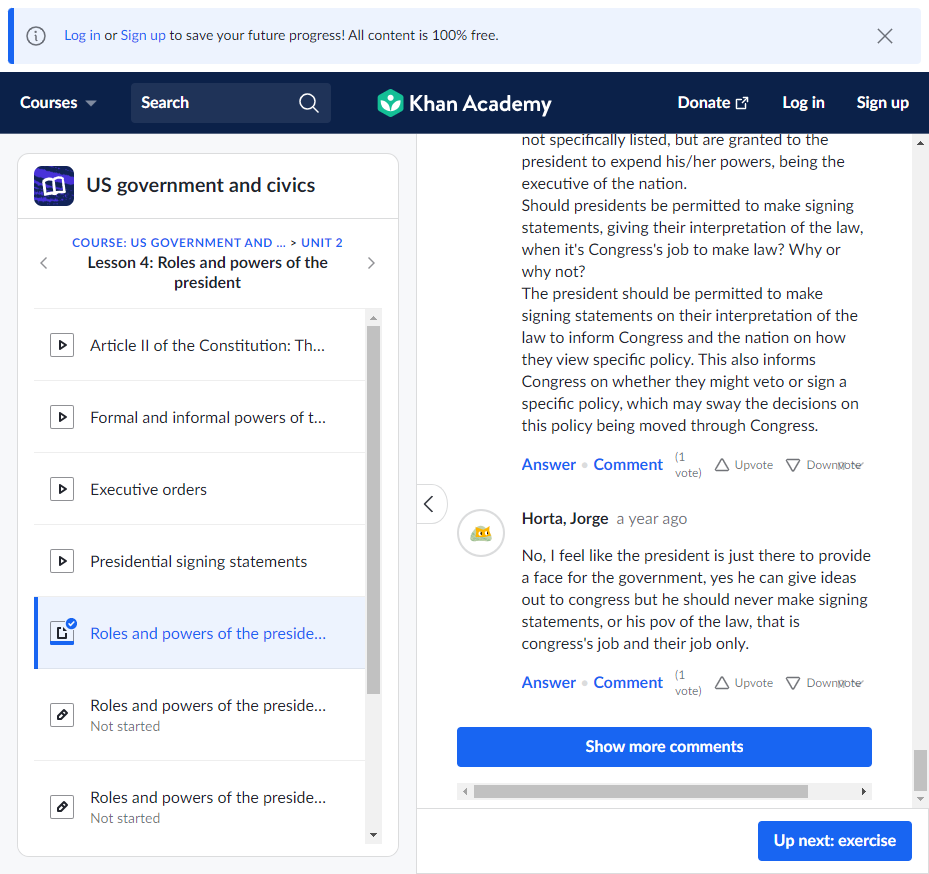 Log in or Sign up to save your future progress! All content is 100% free.
Courses
Search
Khan Academy
Donate
Log in
Sign up
US government and civics
COURSE: US GOVERNMENT AND ... > UNIT 2
Lesson 4: Roles and powers of the
president
Article II of the Constitution: Th...
Formal and informal powers of t...
Executive orders
Presidential signing statements
Roles and powers of the preside...
Roles and powers of the preside...
Not started
Roles and powers of the preside...
Not started
not specifically listed, but are granted to the
president to expend his/her powers, being the
executive of the nation.
Should presidents be permitted to make signing
statements, giving their interpretation of the law,
when it's Congress's job to make law? Why or
why not?
The president should be permitted to make
signing statements on their interpretation of the
law to inform Congress and the nation on how
they view specific policy. This also informs
Congress on whether they might veto or sign a
specific policy, which may sway the decisions on
this policy being moved through Congress.
Answer • Comment (1 vote) Upvote Downvote
Horta, Jorge a year ago
No, I feel like the president is just there to provide
a face for the government, yes he can give ideas
out to congress but he should never make signing
statements, or his pov of the law, that is
congress's job and their job only.
Answer • Comment (1 vote) Upvote Downvote
Show more comments
Up next: exercise